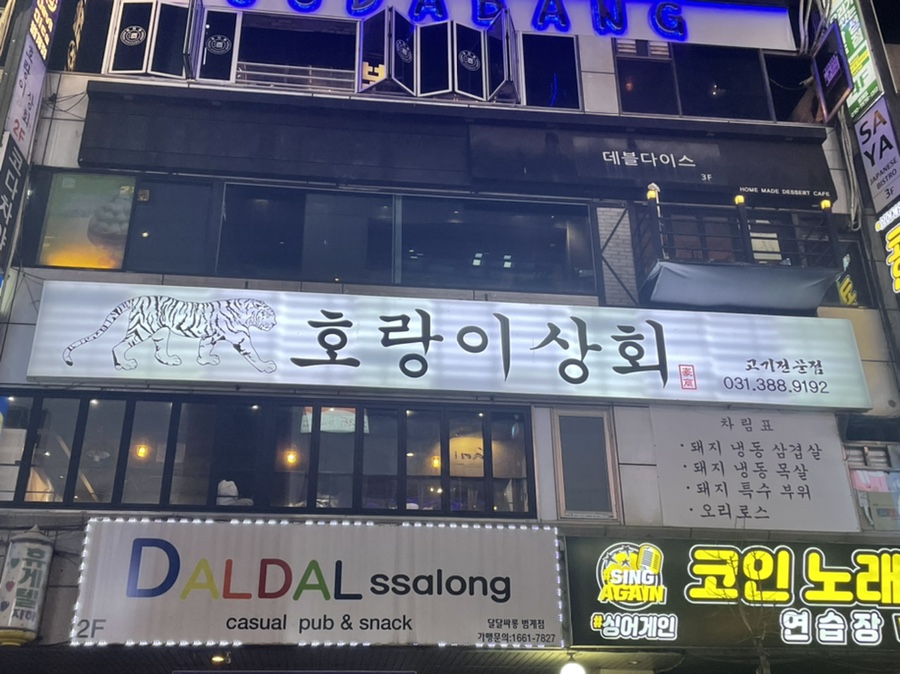 데블다이스
3F
HOME MADE DESSERT CAFE
SAYA
JAPANESE
BISTRO
3F
호랑이상회
고기전문점
031.388.9192
차림표
·돼지 냉동 삼겹살
·돼지 냉동 목살
·돼지 특수 부위
·오리로스
DALDAL ssalong
casual pub & snack
2F
달달싸롱 범계점
가맹문의:1661-7827
SING
AGAIN
#싱어게인
코인 노래
연습장
휴게텔